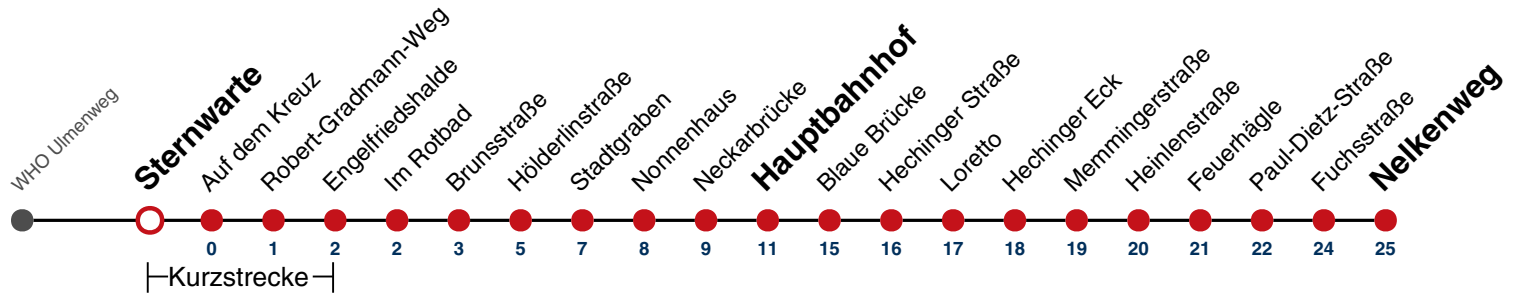 WHO Ulmenweg
Sternwarte
Auf dem Kreuz
Robert-Gradmann-Weg
Engelfriedshalde
Im Rotbad
Brunsstraße
Hölderlinstraße
Stadtgraben
Nonnenhaus
Neckarbrücke
Hauptbahnhof
Blaue Brücke
Hechinger Straße
Loretto
Hechinger Eck
Memmingerstraße
Heinlenstraße
Feuerhägle
Paul-Dietz-Straße
Fuchsstraße
Nelkenweg
0 1 2 2 3 5 7 8 9 11 15 16 17 18 19 20 21 22 24 25
Kurzstrecke